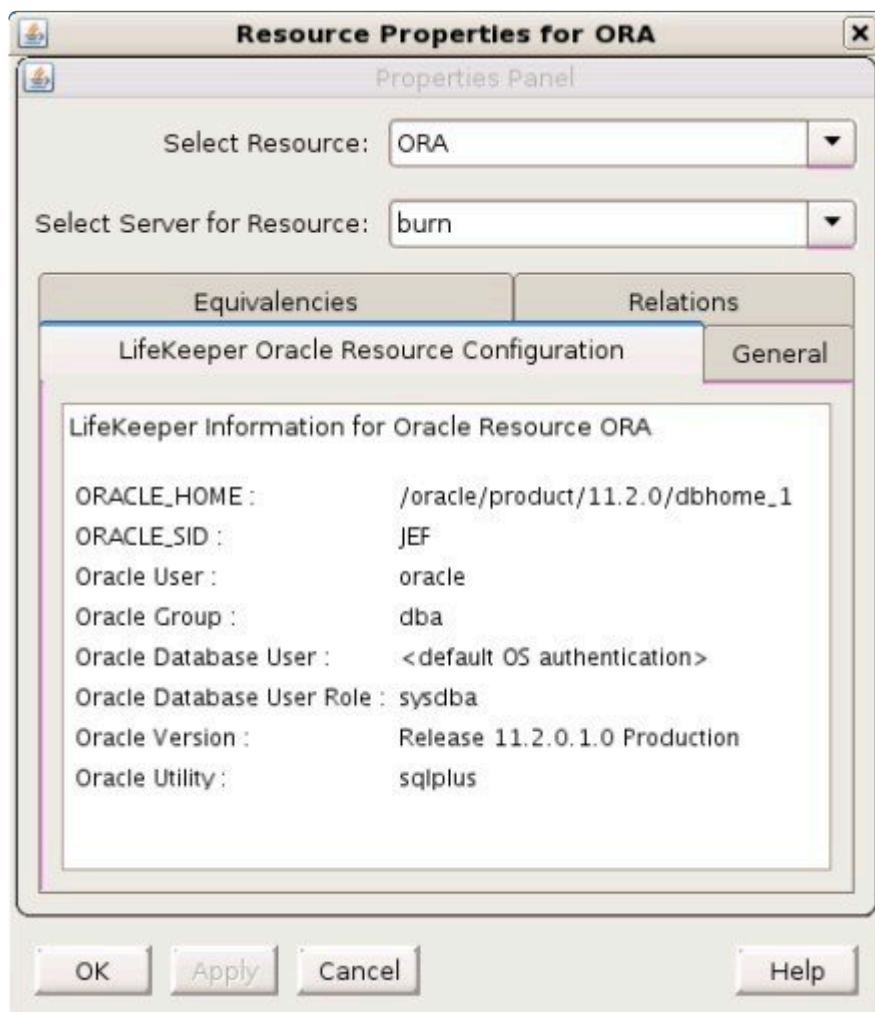 Resource Properties for ORA
Properties Panel
Select Resource: ORA
Select Server for Resource: burn
Equivalencies Relations
LifeKeeper Oracle Resource Configuration General
LifeKeeper Information for Oracle Resource ORA
ORACLE_HOME : /oracle/product/11.2.0/dbhome_1
ORACLE_SID : JEF
Oracle User : oracle
Oracle Group : dba
Oracle Database User : <default OS authentication>
Oracle Database User Role : sysdba
Oracle Version : Release 11.2.0.1.0 Production
Oracle Utility : sqlplus
OK Apply Cancel Help